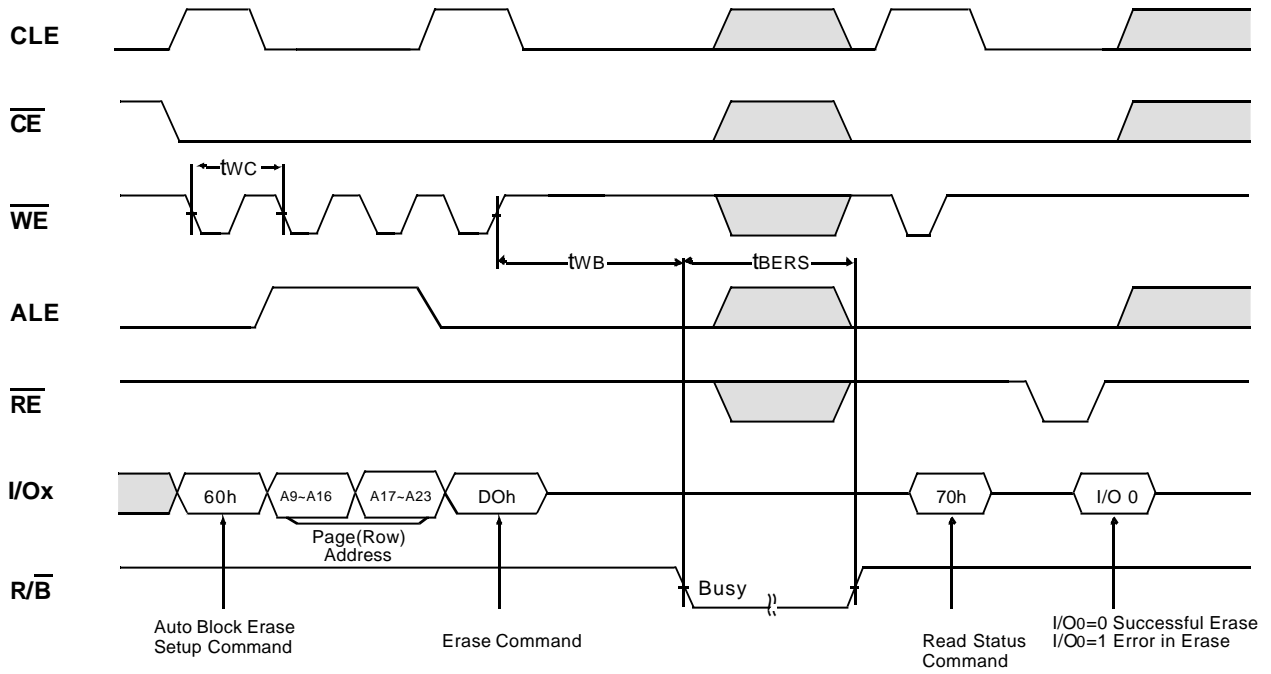 CLE
CE
tWC
WE
tWB
tBERS
ALE
RE
I/Ox
60h
A9~A16
A17~A23
DOh
70h
I/O 0
Page(Row)
Address
R/B
Busy
Auto Block Erase
Setup Command
Erase Command
Read Status
Command
I/O0=0 Successful Erase
I/O0=1 Error in Erase